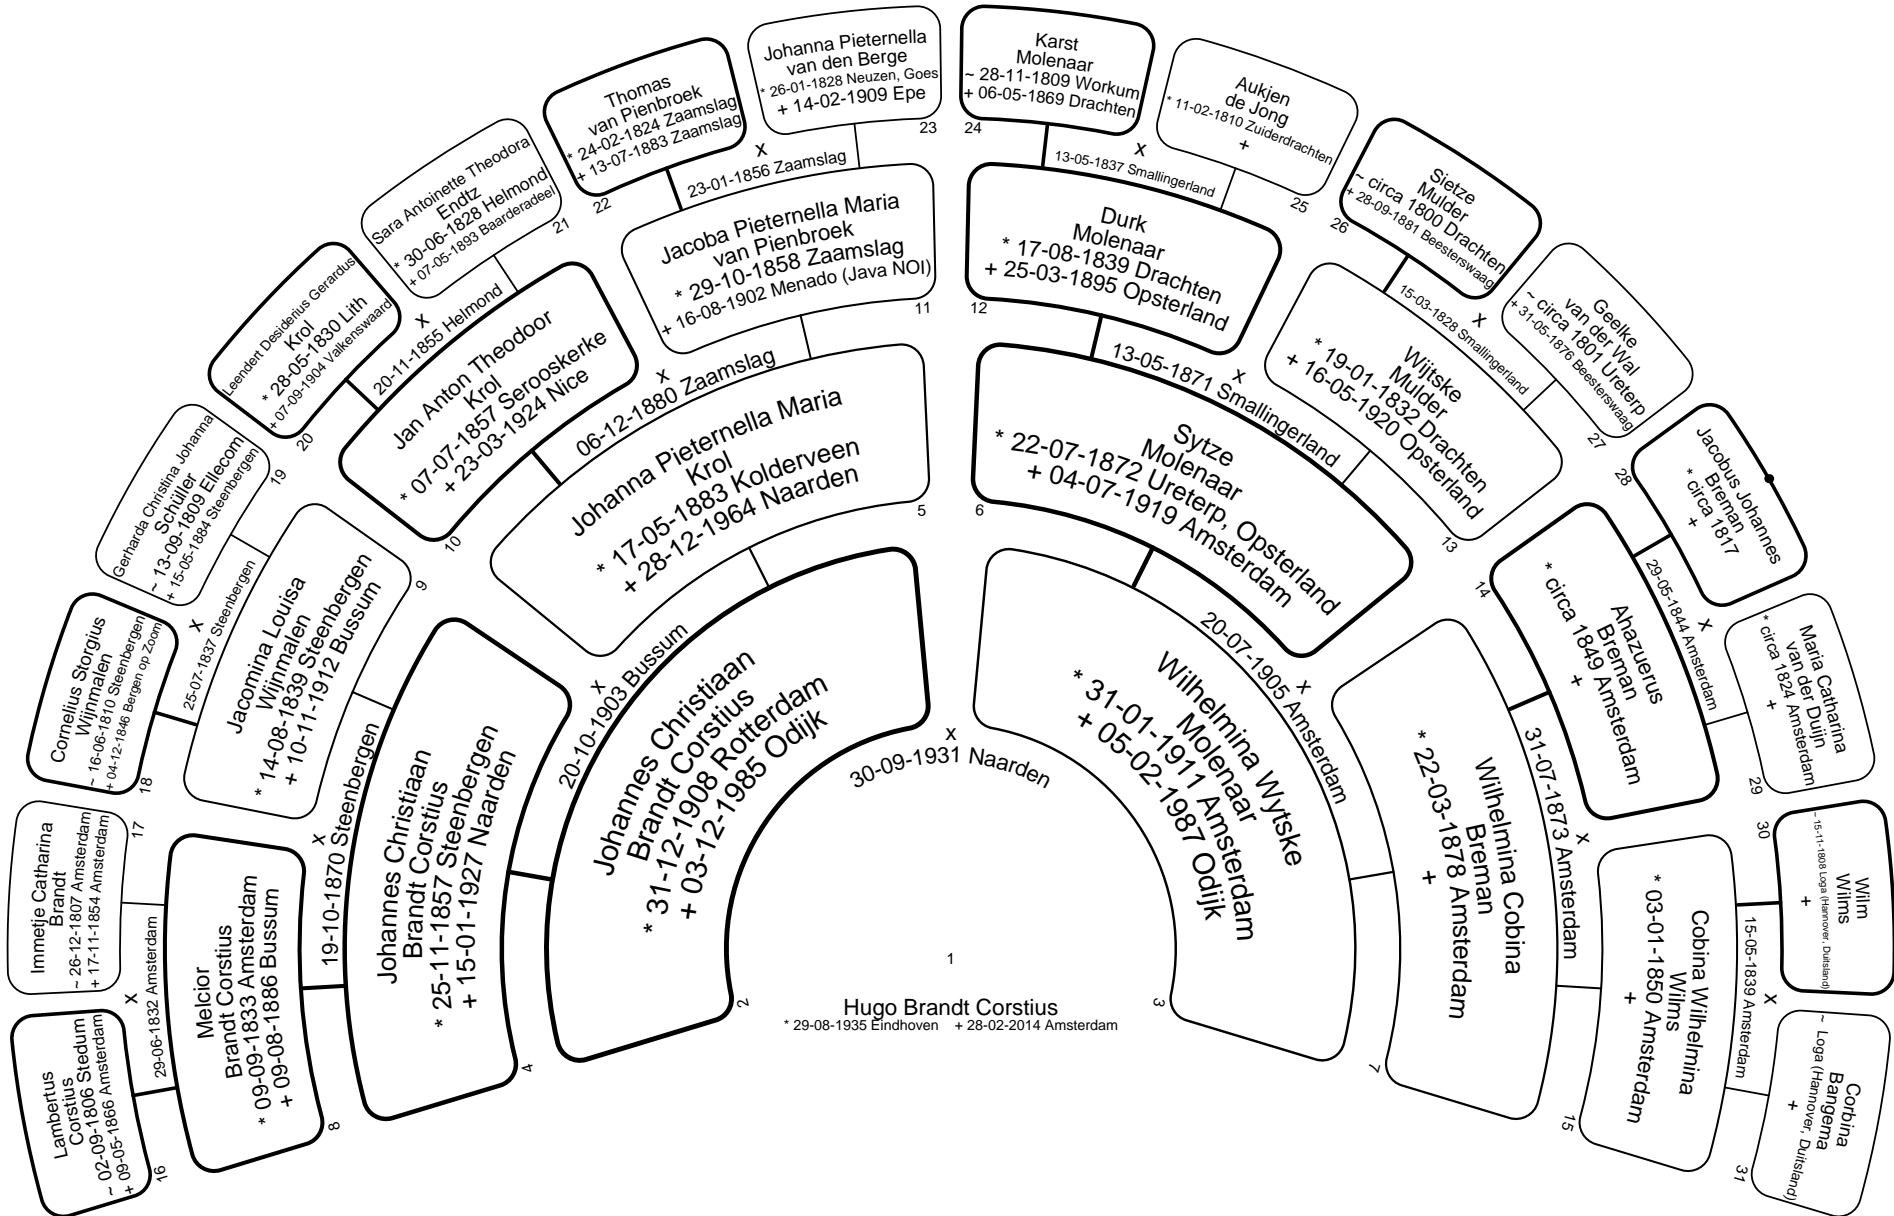 1
Hugo Brandt Corstius
* 29-08-1935 Eindhoven + 28-02-2014 Amsterdam
2
Johannes Christiaan
Brandt Corstius
* 31-12-1908 Rotterdam
+ 03-12-1985 Odijk
x
30-09-1931 Naarden
3
Wilhelmina Wytske
Molenaar
* 31-01-1911 Amsterdam
+ 05-02-1987 Odijk
4
Johannes Christiaan
Brandt Corstius
* 25-11-1857 Steenbergen
+ 15-01-1927 Naarden
x
20-10-1903 Bussum
5
Johanna Pieternella Maria
Krol
* 17-05-1883 Kolderveen
+ 28-12-1964 Naarden
6
Sytze
Molenaar
* 22-07-1872 Ureterp, Opsterland
+ 04-07-1919 Amsterdam
x
20-07-1905 Amsterdam
7
Wilhelmina Cobina
Breman
* 22-03-1878 Amsterdam
+
8
Melcior
Brandt Corstius
* 09-09-1833 Amsterdam
+ 09-08-1886 Bussum
x
19-10-1870 Steenbergen
9
Jacomina Louisa
Wijnmalen
* 14-08-1839 Steenbergen
+ 10-11-1912 Bussum
10
Jan Anton Theodoor
Krol
* 07-07-1857 Serooskerke
+ 23-03-1924 Nice
x
06-12-1880 Zaamslag
11
Jacoba Pieternella Maria
van Pienbroek
* 29-10-1858 Zaamslag
+ 16-08-1902 Menado (Java NOI)
12
Durk
Molenaar
* 17-08-1839 Drachten
+ 25-03-1895 Opsterland
x
13-05-1871 Smallingerland
13
Wijtske
Mulder
* 19-01-1832 Drachten
+ 16-05-1920 Opsterland
14
Ahazuerus
Breman
* circa 1849 Amsterdam
+
x
31-07-1873 Amsterdam
15
Cobina Wilhelmina
Wilms
* 03-01-1850 Amsterdam
+
16
Lambertus
Corstius
~ 02-09-1806 Stedum
+ 09-05-1866 Amsterdam
x
29-06-1832 Amsterdam
17
Immetje Catharina
Brandt
~ 26-12-1807 Amsterdam
+ 17-11-1854 Amsterdam
18
Cornelius Storgius
Wijnmalen
~ 16-06-1810 Steenbergen
+ 04-12-1846 Bergen op Zoom
x
25-07-1837 Steenbergen
19
Gerharda Christina Johanna
Schüller
~ 13-09-1809 Ellecom
+ 15-05-1884 Steenbergen
20
Leendert Desiderius Gerardus
Krol
* 28-05-1830 Lith
+ 07-09-1904 Valkenswaard
x
20-11-1855 Helmond
21
Sara Antoinette Theodora
Endtz
* 30-06-1828 Helmond
+ 07-05-1893 Baarderadeel
22
Thomas
van Pienbroek
* 24-02-1824 Zaamslag
+ 13-07-1883 Zaamslag
x
23-01-1856 Zaamslag
23
Johanna Pieternella
van den Berge
* 26-01-1828 Neuzen, Goes
+ 14-02-1909 Epe
24
Karst
Molenaar
~ 28-11-1809 Workum
+ 06-05-1869 Drachten
x
13-05-1837 Smallingerland
25
Aukjen
de Jong
* 11-02-1810 Zuiderdrachten
+
26
Sietze
Mulder
~ circa 1800 Drachten
+ 28-09-1881 Beesterswaag
x
15-03-1828 Smallingerland
27
Geelke
van der Wal
~ circa 1801 Ureterp
+ 31-05-1876 Beesterswaag
28
Jacobus Johannes
Breman
* circa 1817
+
x
29-05-1844 Amsterdam
29
Maria Catharina
van der Duijn
* circa 1824 Amsterdam
+
30
Wilm
Wilms
~ 15-11-1808 Loga (Hannover, Duitsland)
+
x
15-05-1839 Amsterdam
31
Corbina
Bangema
~ Loga (Hannover, Duitsland)
+